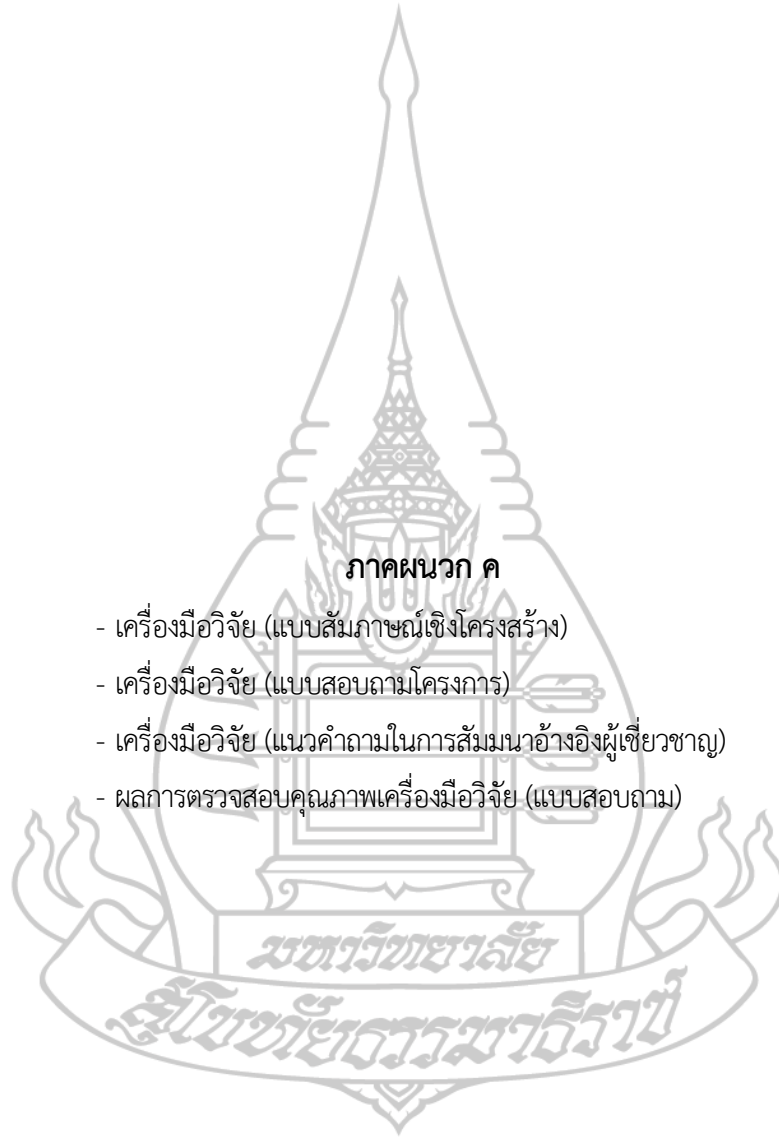 ภาคผนวก ค
- เครื่องมือวิจัย (แบบสัมภาษณ์เชิงโครงสร้าง)
- เครื่องมือวิจัย (แบบสอบถามโครงการ)
- เครื่องมือวิจัย (แนวคำถามในการสัมมนาอ้างอิงผู้เชี่ยวชาญ)
- ผลการตรวจสอบคุณภาพเครื่องมือวิจัย (แบบสอบถาม)
มหาวิทยาลัย
สุโขทัยธรรมาธิราช